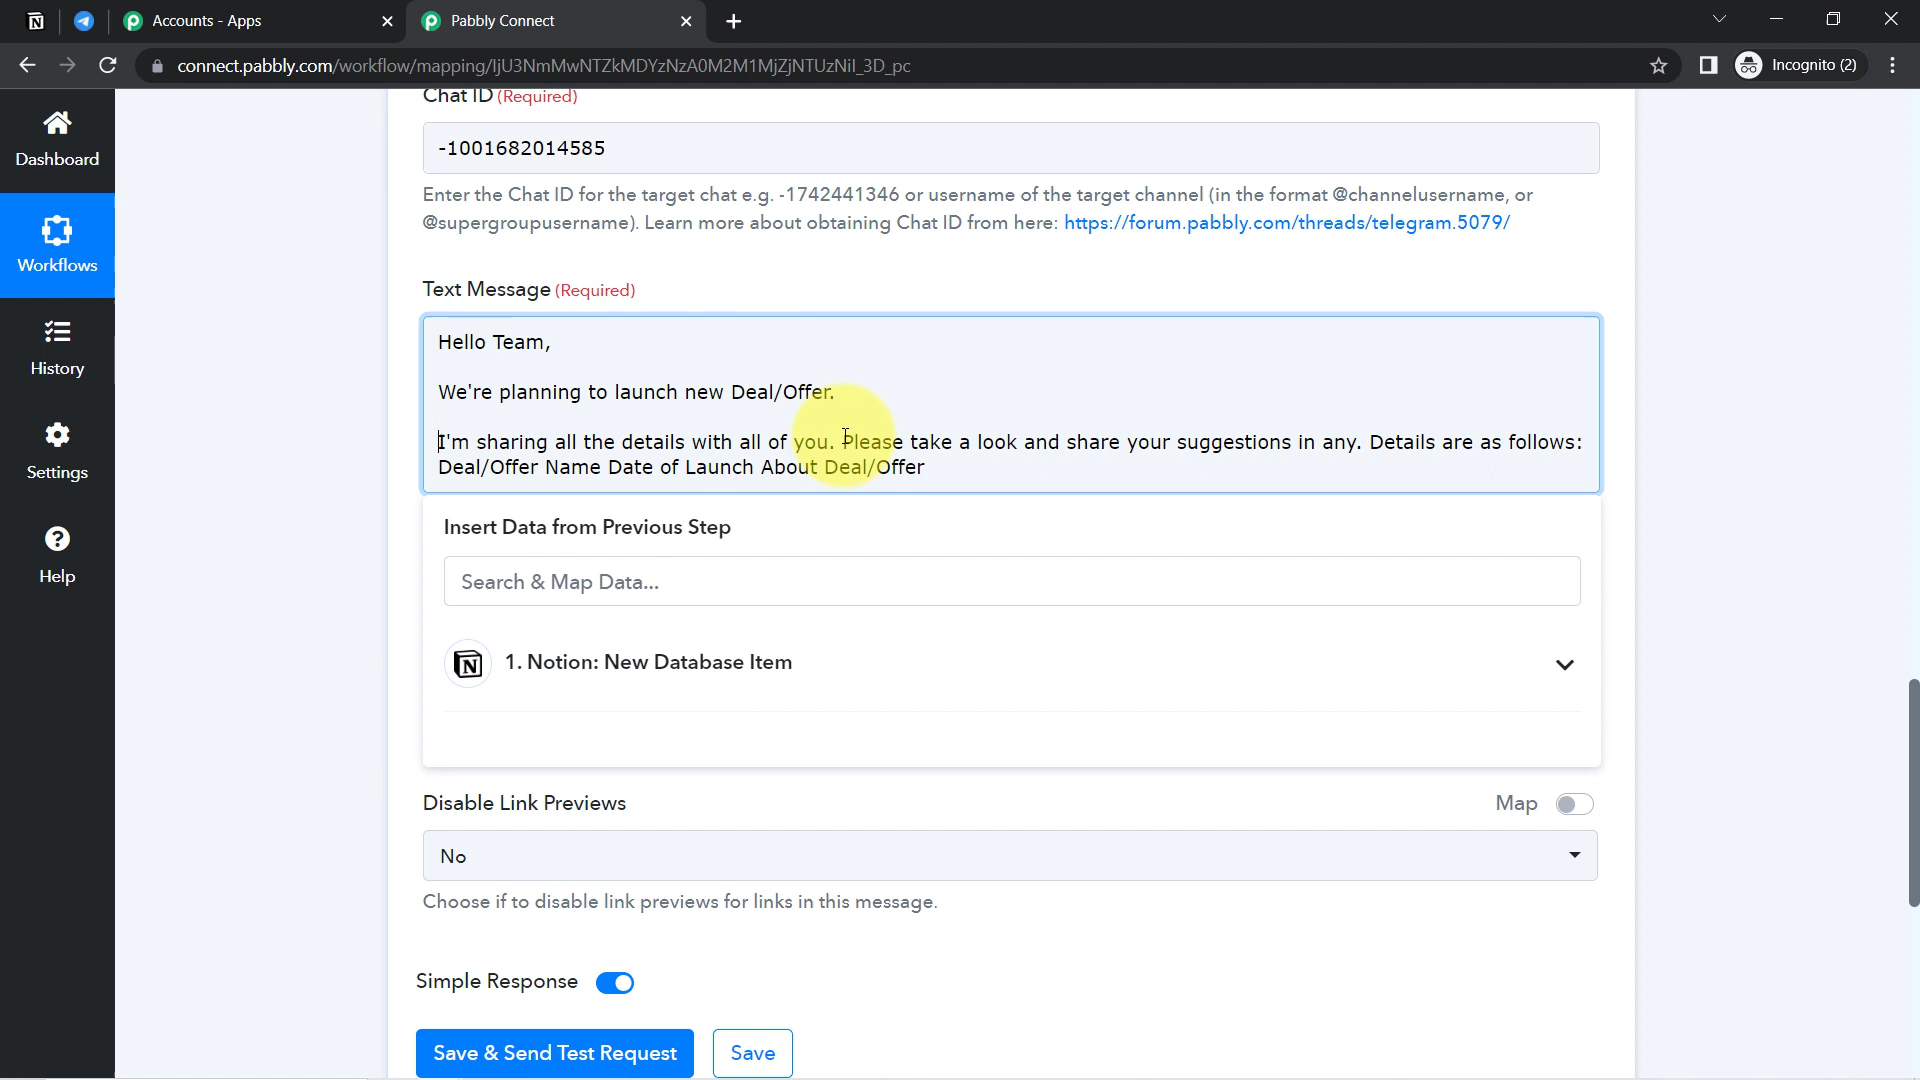 Accounts - Apps
Pabbly Connect
connect.pabbly.com/workflow/mapping/IjU3NmMwNTZkMDYzNzA0M2M1MjZjNTUzNiI_3D_pc
Incognito (2)
Dashboard
Workflows
History
Settings
Help
Chat ID (Required)
-1001682014585
Enter the Chat ID for the target chat e.g. -1742441346 or username of the target channel (in the format @channelusername, or
@supergroupusername). Learn more about obtaining Chat ID from here: https://forum.pabbly.com/threads/telegram.5079/
Text Message (Required)
Hello Team,
We're planning to launch new Deal/Offer.
I'm sharing all the details with all of you. Please take a look and share your suggestions in any. Details are as follows:
Deal/Offer Name Date of Launch About Deal/Offer
Insert Data from Previous Step
Search & Map Data...
1. Notion: New Database Item
Disable Link Previews
Map
No
Choose if to disable link previews for links in this message.
Simple Response
Save & Send Test Request
Save